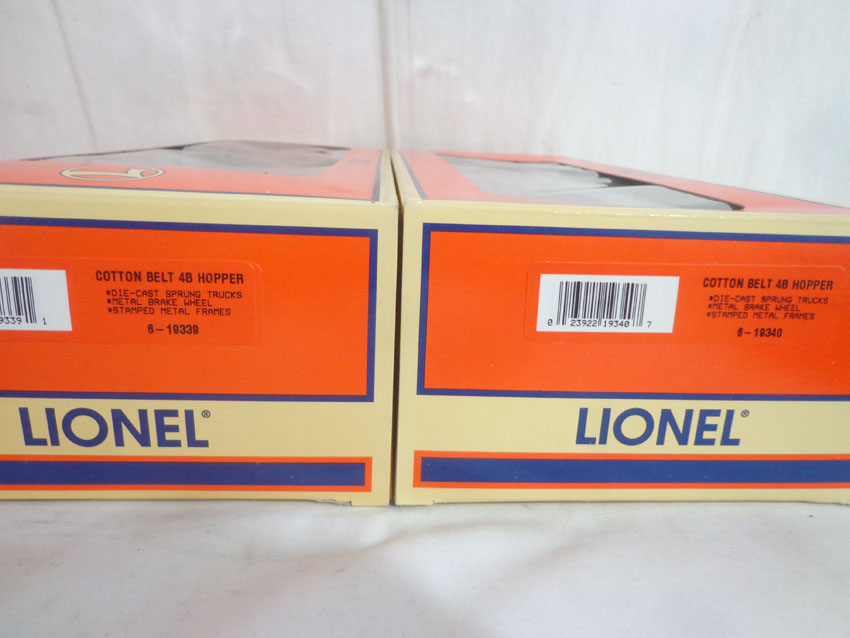 COTTON BELT 4B HOPPER
*DIE-CAST SPRUNG TRUCKS
*METAL BRAKE WHEEL
*STAMPED METAL FRAMES
6-19339
9339 1
LIONEL®
COTTON BELT 4B HOPPER
*DIE-CAST SPRUNG TRUCKS
*METAL BRAKE WHEEL
*STAMPED METAL FRAMES
6-19340
0 23922 19340 7
LIONEL®